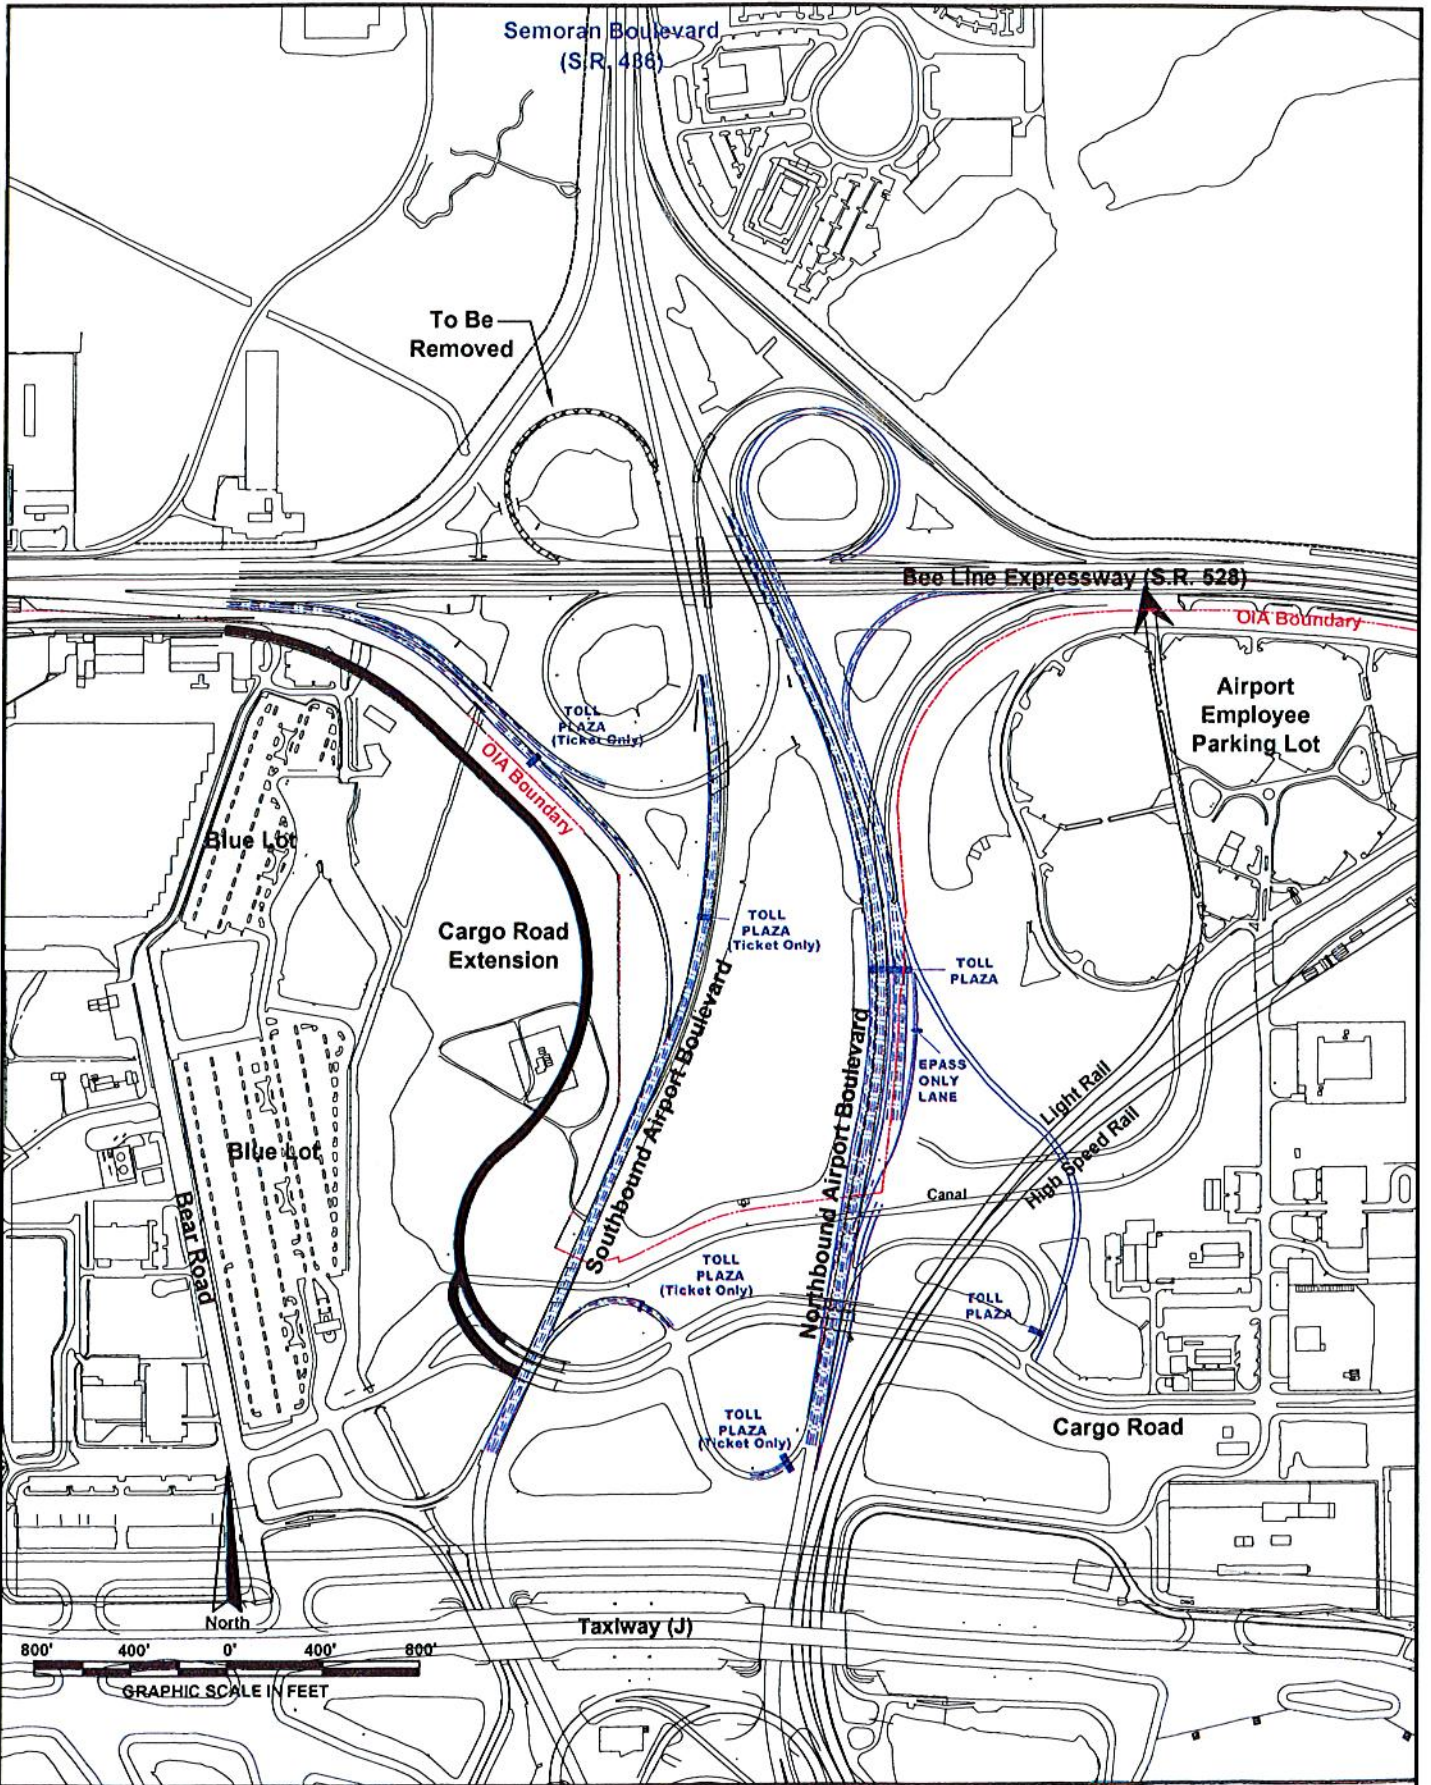 Semoran Boulevard
(S.R. 436)
To Be
Removed
Bee Line Expressway (S.R. 528)
OIA Boundary
Airport
Employee
Parking Lot
TOLL
PLAZA
(Ticket Only)
OIA Boundary
Blue Lot
Cargo Road
Extension
TOLL
PLAZA
(Ticket Only)
TOLL
PLAZA
Southbound Airport Boulevard
Northbound Airport Boulevard
EPASS
ONLY
LANE
Light Rail
High Speed Rail
Blue Lot
Canal
Bear Road
TOLL
PLAZA
(Ticket Only)
TOLL
PLAZA
TOLL
PLAZA
(Ticket Only)
Cargo Road
North
Taxiway (J)
800' 400' 0' 400' 800'
GRAPHIC SCALE IN FEET